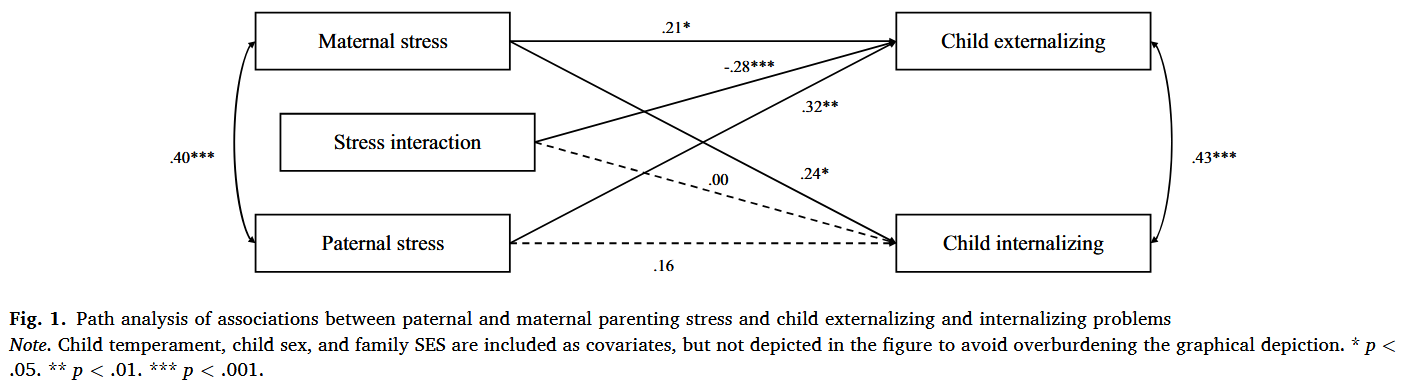 Maternal stress
.21*
Child externalizing
-.28***
.32**
Stress interaction
.40***
.43***
.00
.24*
Paternal stress
Child internalizing
.16
Fig. 1. Path analysis of associations between paternal and maternal parenting stress and child externalizing and internalizing problems
Note. Child temperament, child sex, and family SES are included as covariates, but not depicted in the figure to avoid overburdening the graphical depiction. * p <
.05. ** p < .01. *** p < .001.